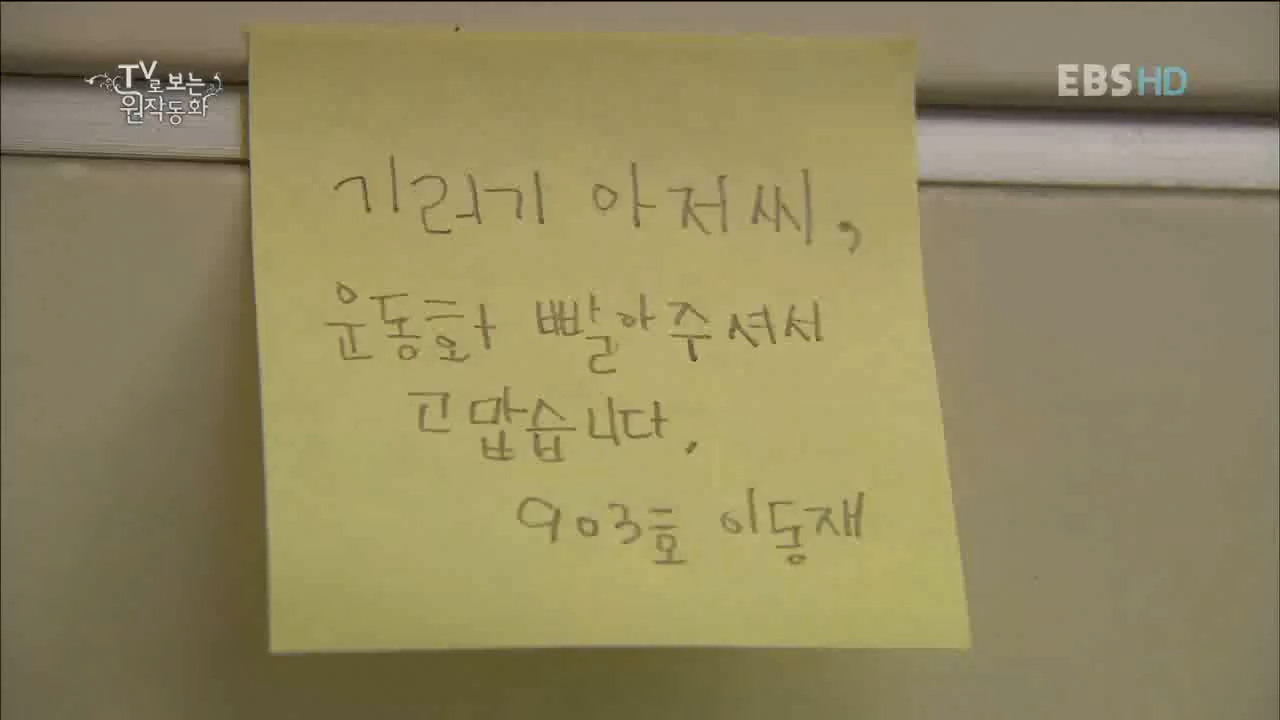 TV로 보는
원작동화
EBS HD
기리기 아저씨,
운동화 빨아주셔서
고맙습니다.
903호 이동재